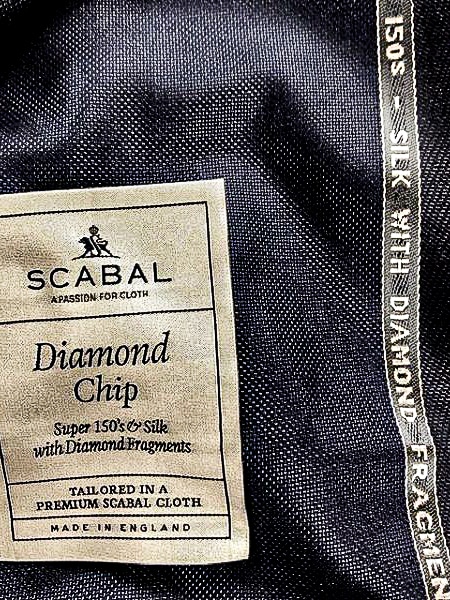 SCABAL
A PASSION FOR CLOTH
Diamond
Chip
Super 150's & Silk
with Diamond Fragments
TAILORED IN A
PREMIUM SCABAL CLOTH
MADE IN ENGLAND
150s - SILK WITH DIAMOND FRAGMEN